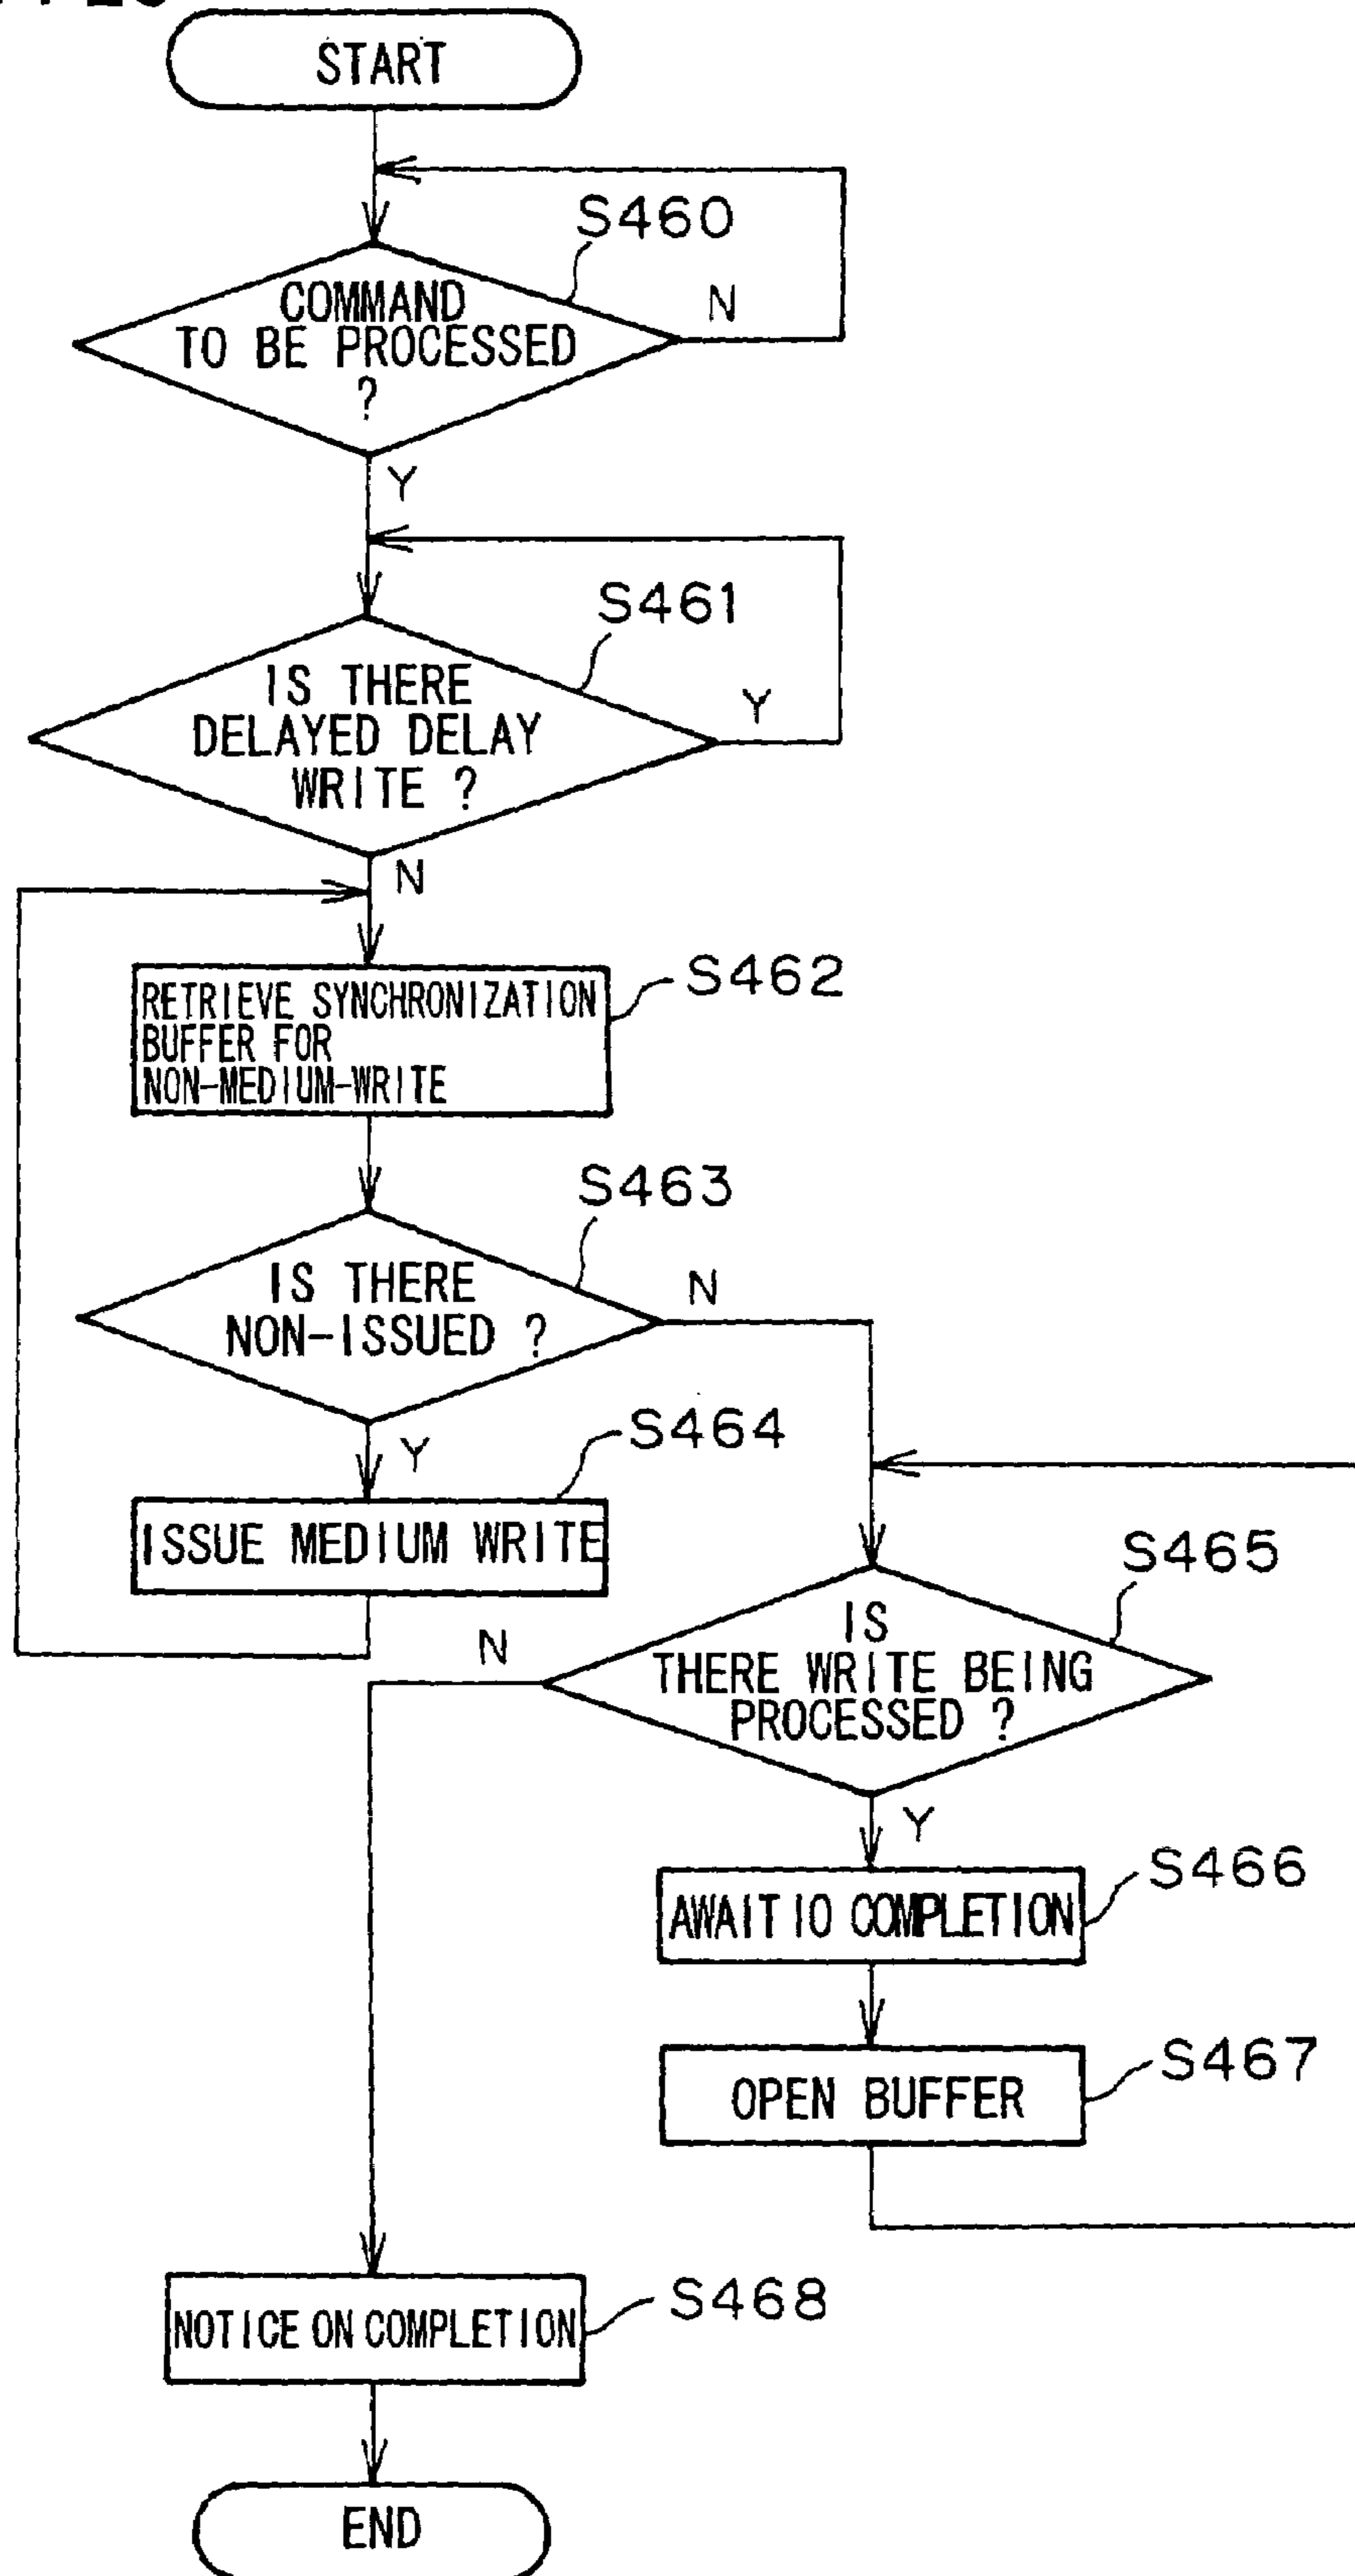 START
S460
COMMAND
TO BE PROCESSED
?
N
Y
S461
IS THERE
DELAYED DELAY
WRITE ?
Y
N
S462
RETRIEVE SYNCHRONIZATION
BUFFER FOR
NON-MEDIUM-WRITE
S463
IS THERE
NON-ISSUED ?
N
Y
S464
ISSUE MEDIUM WRITE
S465
IS
THERE WRITE BEING
PROCESSED ?
N
Y
S466
AWAIT IO COMPLETION
S467
OPEN BUFFER
S468
NOTICE ON COMPLETION
END